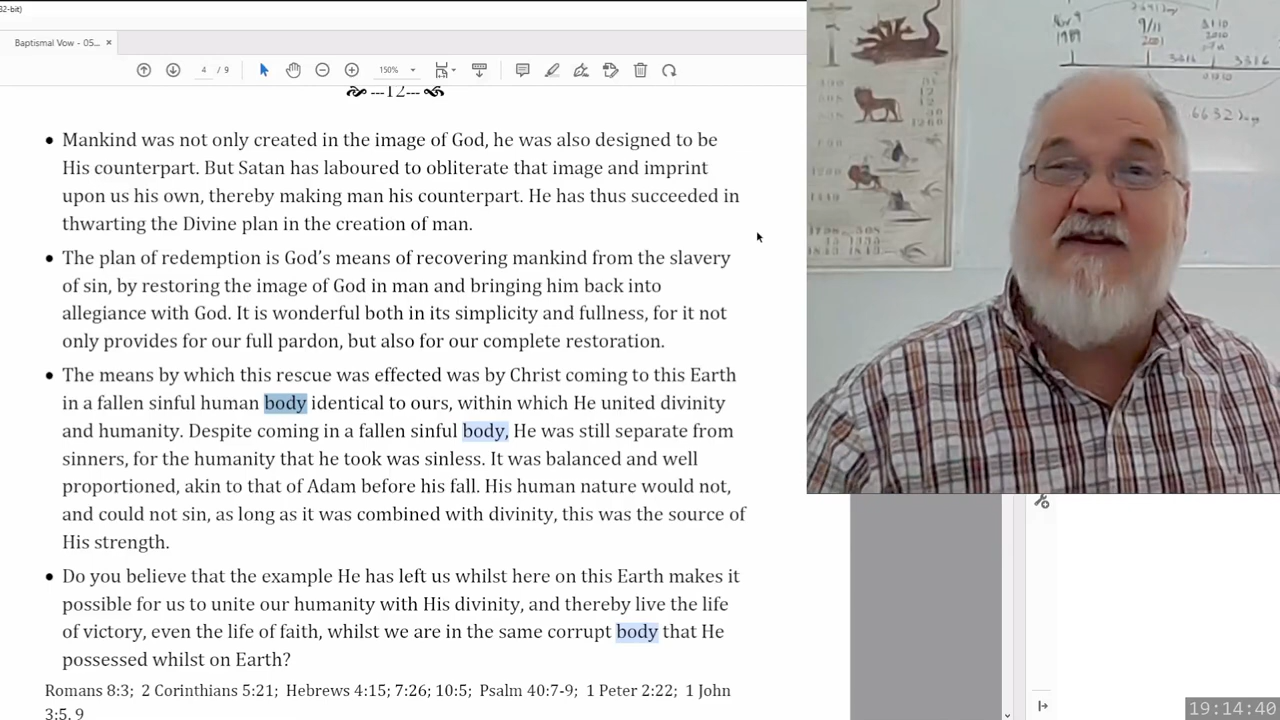 32-bit)
Baptismal Vow - 05... ×
4 / 9
150%
---12---
• Mankind was not only created in the image of God, he was also designed to be
His counterpart. But Satan has laboured to obliterate that image and imprint
upon us his own, thereby making man his counterpart. He has thus succeeded in
thwarting the Divine plan in the creation of man.
• The plan of redemption is God’s means of recovering mankind from the slavery
of sin, by restoring the image of God in man and bringing him back into
allegiance with God. It is wonderful both in its simplicity and fullness, for it not
only provides for our full pardon, but also for our complete restoration.
• The means by which this rescue was effected was by Christ coming to this Earth
in a fallen sinful human body identical to ours, within which He united divinity
and humanity. Despite coming in a fallen sinful body, He was still separate from
sinners, for the humanity that he took was sinless. It was balanced and well
proportioned, akin to that of Adam before his fall. His human nature would not,
and could not sin, as long as it was combined with divinity, this was the source of
His strength.
• Do you believe that the example He has left us whilst here on this Earth makes it
possible for us to unite our humanity with His divinity, and thereby live the life
of victory, even the life of faith, whilst we are in the same corrupt body that He
possessed whilst on Earth?
Romans 8:3; 2 Corinthians 5:21; Hebrews 4:15; 7:26; 10:5; Psalm 40:7-9; 1 Peter 2:22; 1 John
3:5, 9
Nov 9
1989
9/11
2001
2010
3316
6632 days
19:14:40